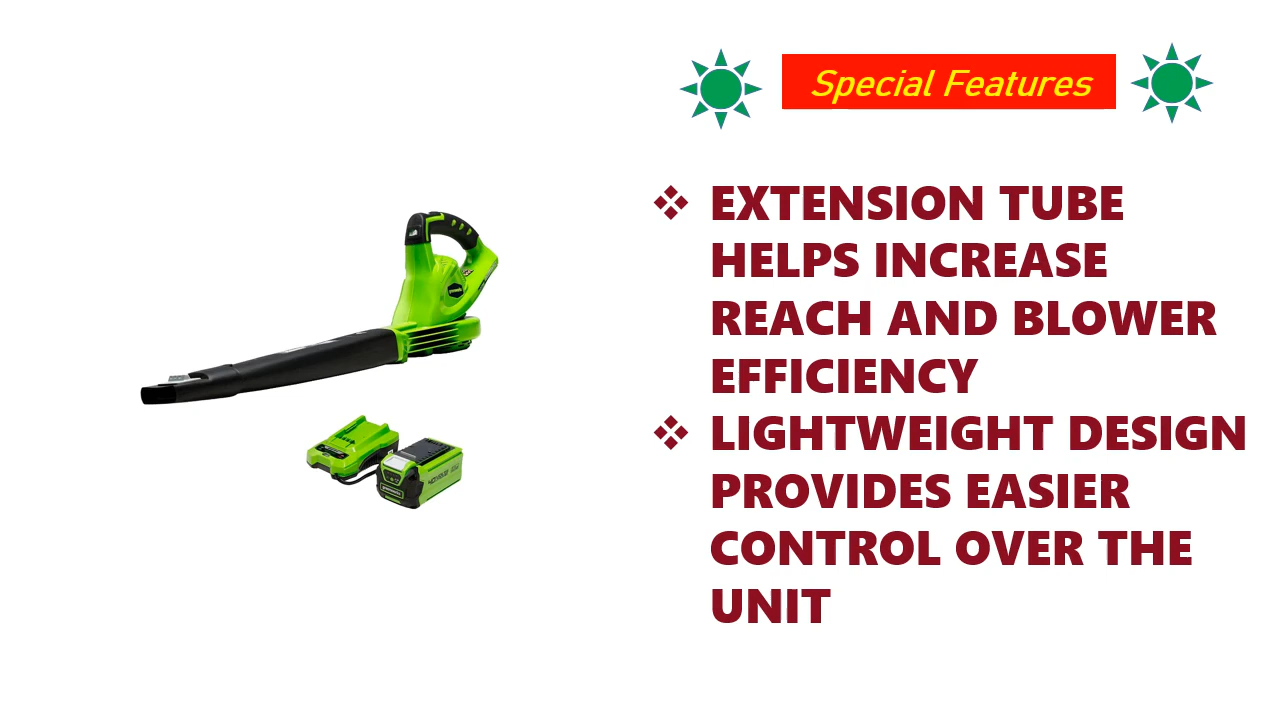 Special Features
❖ EXTENSION TUBE
HELPS INCREASE
REACH AND BLOWER
EFFICIENCY
❖ LIGHTWEIGHT DESIGN
PROVIDES EASIER
CONTROL OVER THE
UNIT